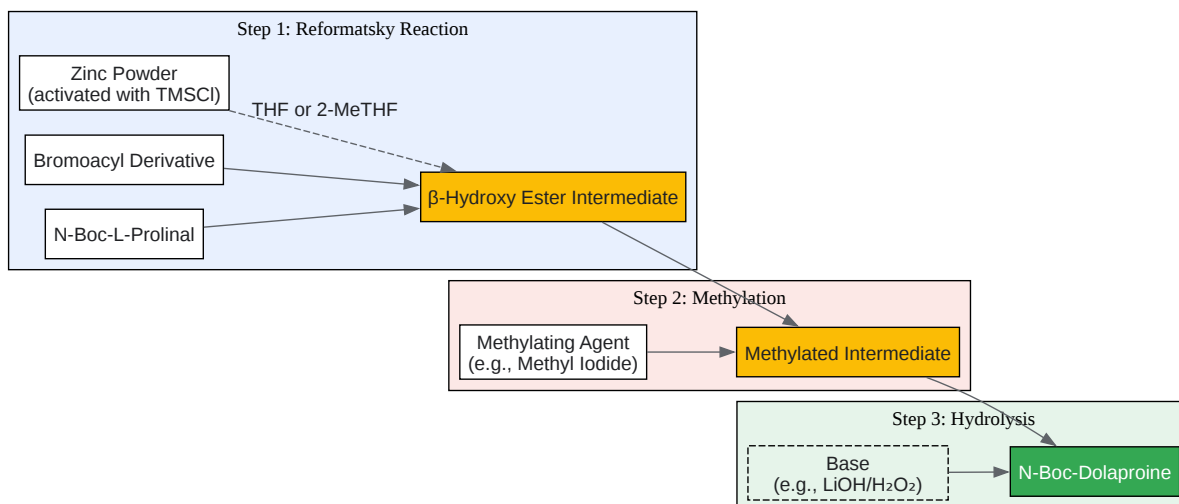 Step 1: Reformatsky Reaction
Zinc Powder
(activated with TMSCl)
THF or 2-MeTHF
Bromoacyl Derivative
β-Hydroxy Ester Intermediate
N-Boc-L-Prolinal
Step 2: Methylation
Methylating Agent
(e.g., Methyl Iodide)
Methylated Intermediate
Step 3: Hydrolysis
Base
(e.g., LiOH/H₂O₂)
N-Boc-Dolaproine